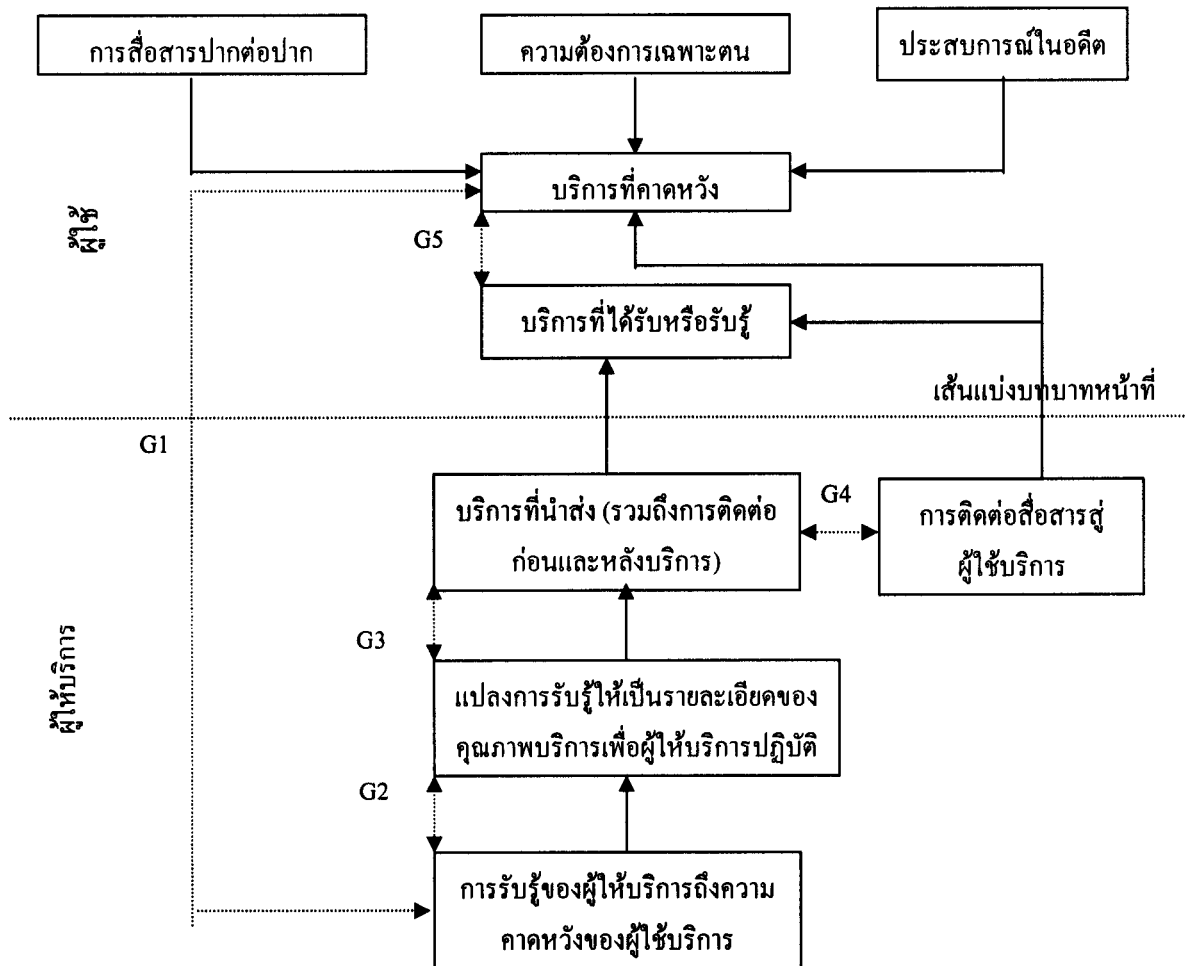 การสื่อสารปากต่อปาก
ความต้องการเฉพาะตน
ประสบการณ์ในอดีต
บริการที่คาดหวัง
ผู้ใช้
G5
บริการที่ได้รับหรือรับรู้
เส้นแบ่งบทบาทหน้าที่
G1
บริการที่นำส่ง (รวมถึงการติดต่อ
ก่อนและหลังบริการ)
G4
การติดต่อสื่อสารสู่
ผู้ใช้บริการ
G3
ผู้ให้บริการ
แปลงการรับรู้ให้เป็นรายละเอียดของ
คุณภาพบริการเพื่อผู้ให้บริการปฏิบัติ
G2
การรับรู้ของผู้ให้บริการถึงความ
คาดหวังของผู้ใช้บริการ